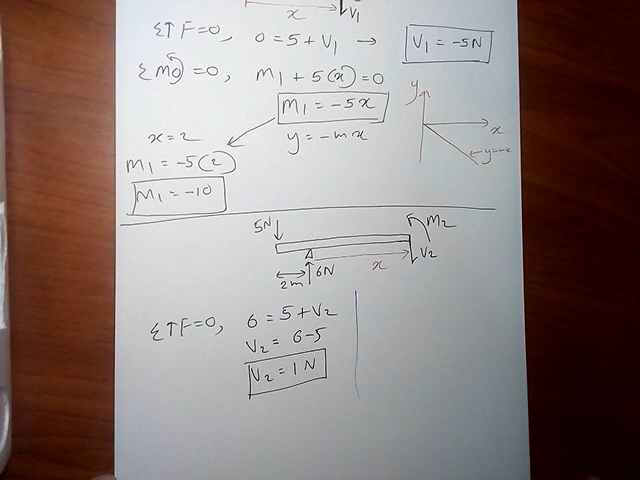 x
V₁
Σ↑F=0, 0=5+V₁ → V₁ = -5N
ΣMO=0, M₁ + 5(x)=0
M₁ = -5x
y
x
x=2
y = -mx
y=-mx
M₁ = -5(2)
M₁ = -10
5N
M₂
V₂
x
6N
2m
Σ↑F=0, 6=5+V₂
V₂ = 6-5
V₂ = 1N